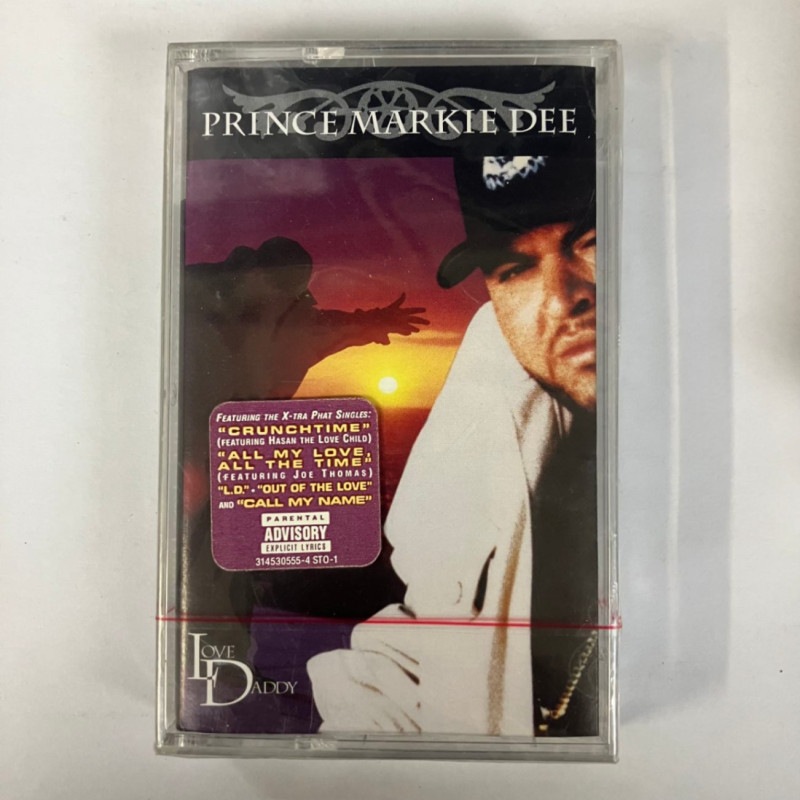 PRINCE MARKIE DEE
FEATURING THE X-TRA PHAT SINGLES:
"CRUNCHTIME"
(FEATURING HASAN THE LOVE CHILD)
"ALL MY LOVE,
ALL THE TIME"
(FEATURING JOE THOMAS)
"L.D." - "OUT OF THE LOVE"
AND "CALL MY NAME"
PARENTAL
ADVISORY
EXPLICIT LYRICS
314530555-4 STO-1
LOVE
DADDY